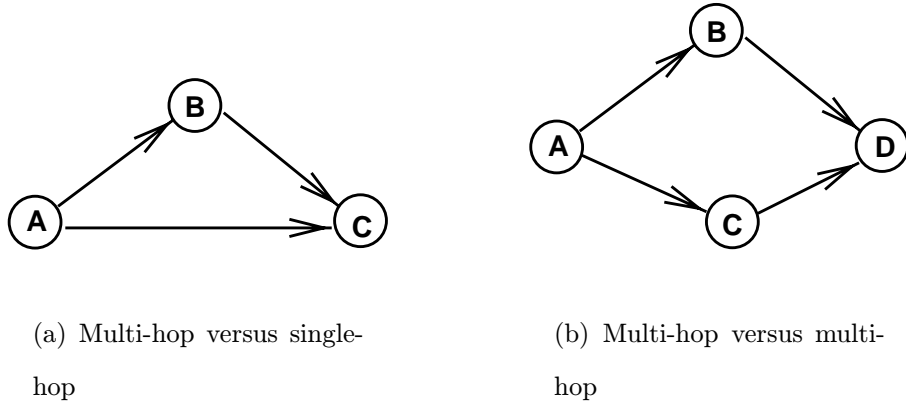 B
A
C
B
A
D
C
(a) Multi-hop versus single-
hop
(b) Multi-hop versus multi-
hop